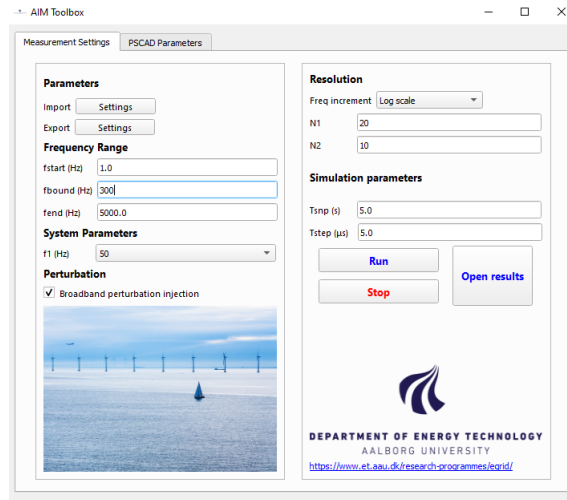 AIM Toolbox
Measurement Settings
PSCAD Parameters
Parameters
Import Settings
Export Settings
Frequency Range
fstart (Hz) 1.0
fbound (Hz) 300
fend (Hz) 5000.0
System Parameters
f1 (Hz) 50
Perturbation
Broadband perturbation injection
Resolution
Freq increment Log scale
N1 20
N2 10
Simulation parameters
Tsnp (s) 5.0
Tstep (µs) 5.0
Run
Stop
Open results
DEPARTMENT OF ENERGY TECHNOLOGY
AALBORG UNIVERSITY
https://www.et.aau.dk/research-programmes/egrid/